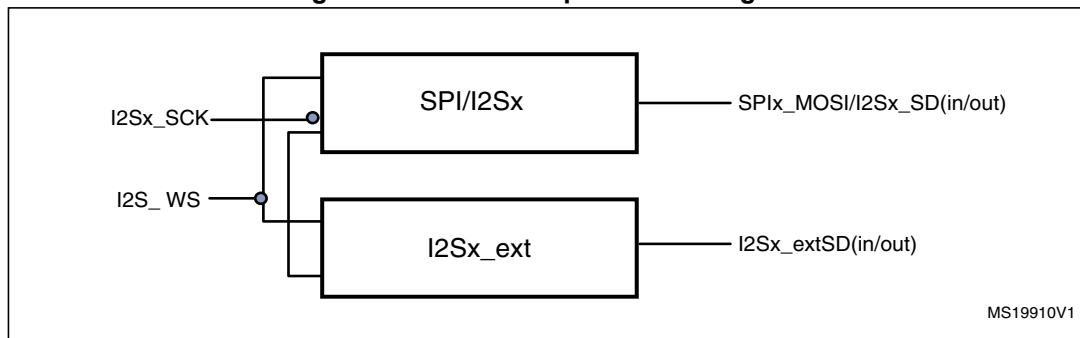 SPI/I2Sx
SPIx_MOSI/I2Sx_SD(in/out)
I2Sx_SCK
I2S_ WS
I2Sx_ext
I2Sx_extSD(in/out)
MS19910V1